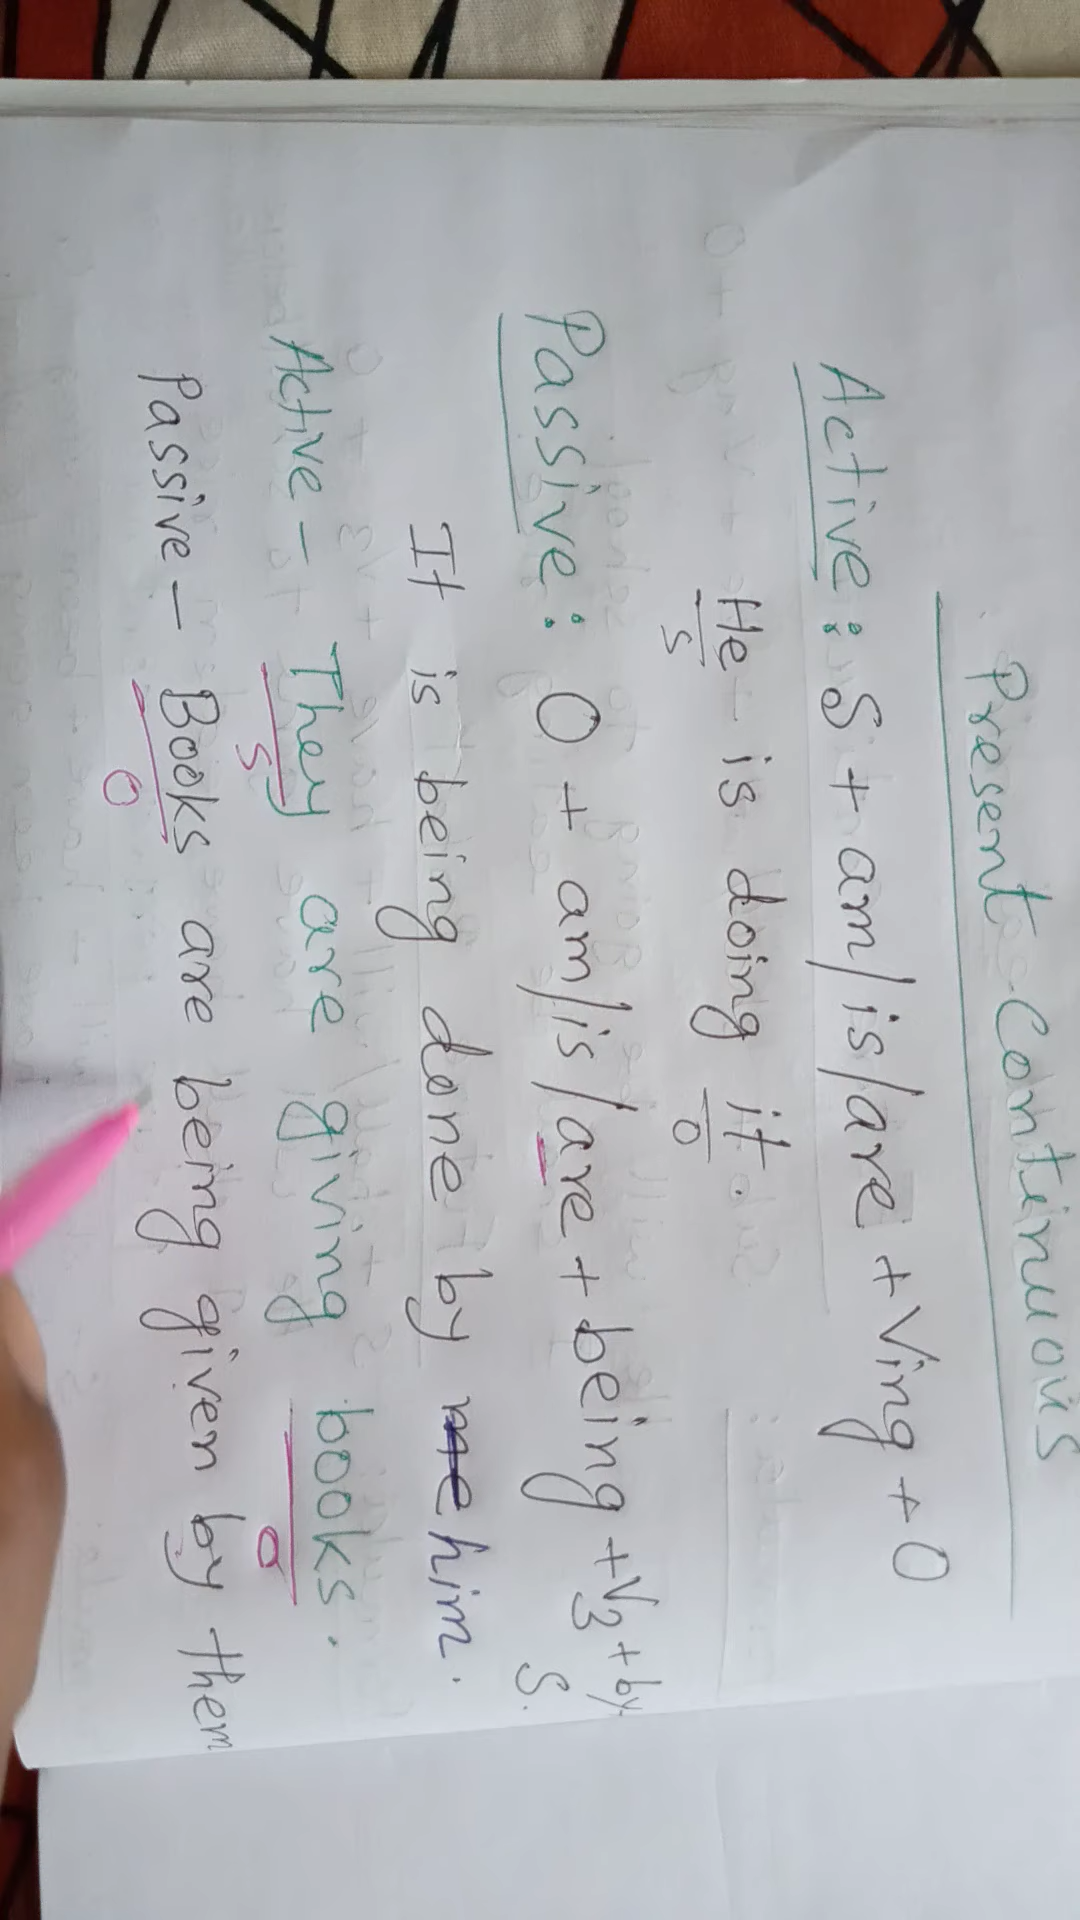 Present Continuous
Active: S + am/is/are + Ving + O
He is doing it.
S O
Passive: O + am/is/are + being + V3 + by
S.
It is being done by me him.
Active - They are giving books.
S O
Passive - Books are being given by them
O